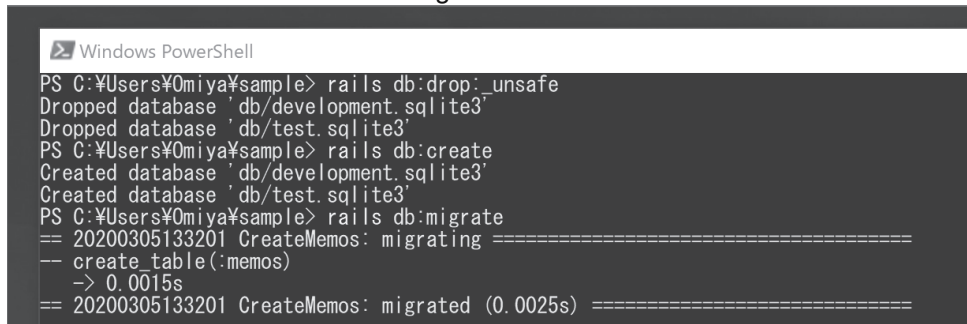 Windows PowerShell
PS C:¥Users¥Omiya¥sample> rails db:drop:_unsafe
Dropped database 'db/development.sqlite3'
Dropped database 'db/test.sqlite3'
PS C:¥Users¥Omiya¥sample> rails db:create
Created database 'db/development.sqlite3'
Created database 'db/test.sqlite3'
PS C:¥Users¥Omiya¥sample> rails db:migrate
== 20200305133201 CreateMemos: migrating ======================================
-- create_table(:memos)
   -> 0.0015s
== 20200305133201 CreateMemos: migrated (0.0025s) =============================